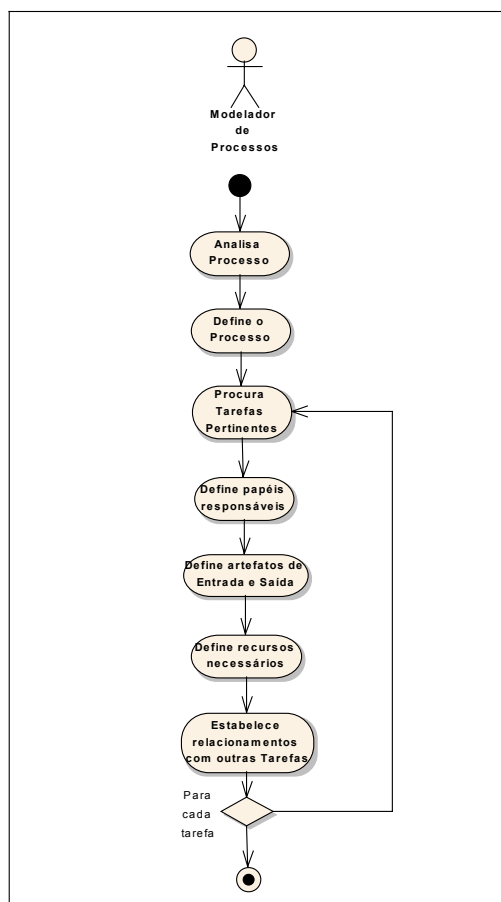 Modelador
de
Processos
Analisa
Processo
Define o
Processo
Procura
Tarefas
Pertinentes
Define papéis
responsáveis
Define artefatos de
Entrada e Saída
Define recursos
necessários
Estabelece
relacionamentos
com outras Tarefas
Para
cada
tarefa